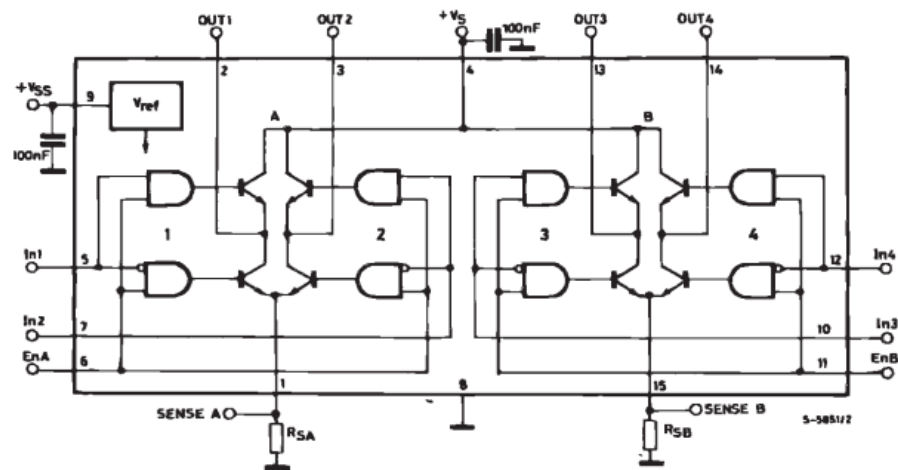 OUT1 OUT2 +VS 100nF OUT3 OUT4
2 3 4 13 14
+VSS 9 Vref
100nF
A B
1 2 3 4
In1 5 12 In4
In2 7 10 In3
EnA 6 11 EnB
1 8 15
SENSE A SENSE B S-5851/2
RSA RSB